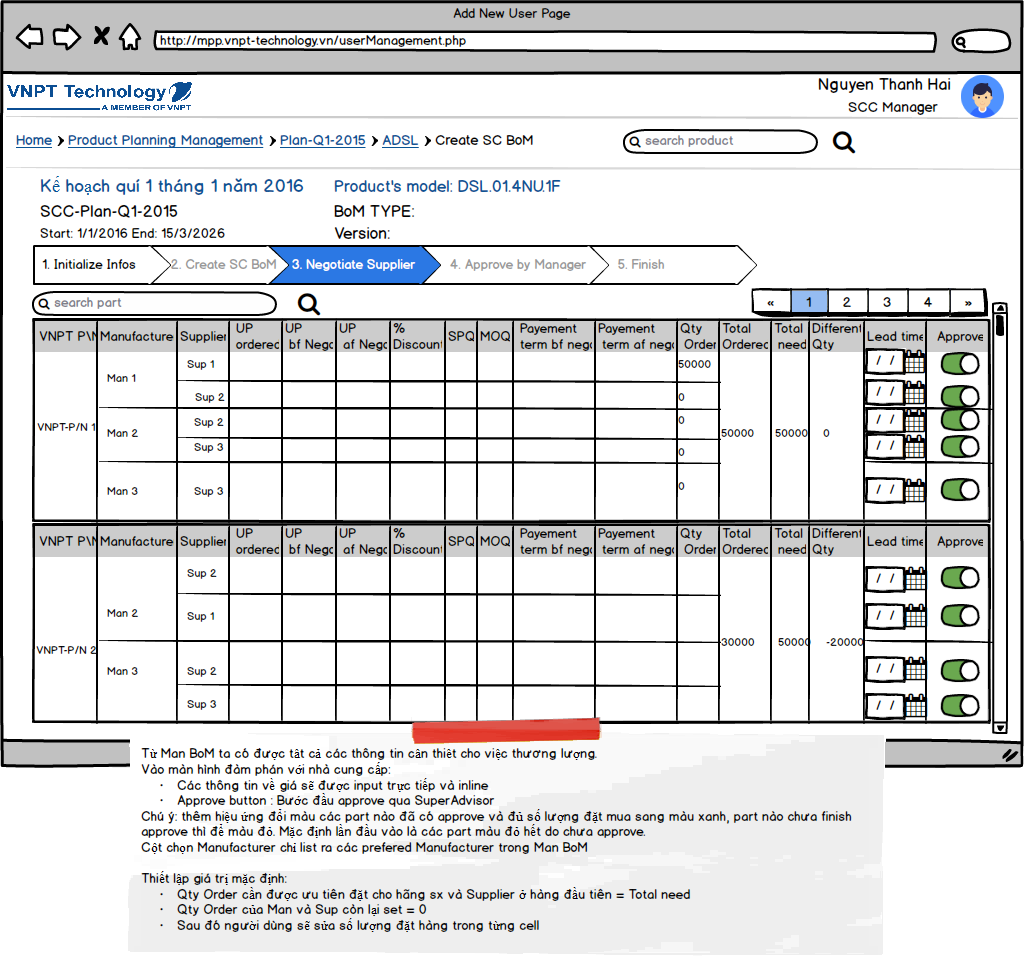 Add New User Page
http://mpp.vnpt-technology.vn/userManagement.php
VNPT Technology
A MEMBER OF VNPT
Nguyen Thanh Hai
SCC Manager
Home Product Planning Management Plan-Q1-2015 ADSL Create SC BoM
search product
Kế hoạch quí 1 tháng 1 năm 2016
Product's model: DSL.01.4NU.1F
SCC-Plan-Q1-2015
BoM TYPE:
Start: 1/1/2016 End: 15/3/2026
Version:
1. Initialize Infos 2. Create SC BoM 3. Negotiate Supplier 4. Approve by Manager 5. Finish
search part
« 1 2 3 4 »
VNPT P\N Manufacture Supplier UP ordered UP bf Nego UP af Nego % Discount SPQ MOQ Payement term bf nego Payement term af nego Qty Order Total Ordered Total need Different Qty Lead time Approve
Sup 1 50000 / /
Man 1
Sup 2 0 / /
Sup 2 0 / /
VNPT-P/N 1 Man 2 50000 50000 0
Sup 3 0 / /
Man 3 Sup 3 0 / /
VNPT P\N Manufacture Supplier UP ordered UP bf Nego UP af Nego % Discount SPQ MOQ Payement term bf nego Payement term af nego Qty Order Total Ordered Total need Different Qty Lead time Approve
Sup 2 / /
Man 2 Sup 1 / /
VNPT-P/N 2 30000 50000 -20000
Man 3 Sup 2 / /
Sup 3 / /
Từ Man BoM ta có được tất cả các thông tin cần thiết cho việc thương lượng.
Vào màn hình đàm phán với nhà cung cấp:
· Các thông tin về giá sẽ được input trực tiếp và inline
· Approve button : Bước đầu approve qua SuperAdvisor
Chú ý: thêm hiệu ứng đổi màu các part nào đã có approve và đủ số lượng đặt mua sang màu xanh, part nào chưa finish
approve thì để màu đỏ. Mặc định lần đầu vào là các part màu đỏ hết do chưa approve.
Cột chọn Manufacturer chỉ list ra các prefered Manufacturer trong Man BoM
Thiết lập giá trị mặc định:
· Qty Order cần được ưu tiên đặt cho hãng sx và Supplier ở hàng đầu tiên = Total need
· Qty Order của Man và Sup còn lại set = 0
· Sau đó người dùng sẽ sửa số lượng đặt hàng trong từng cell